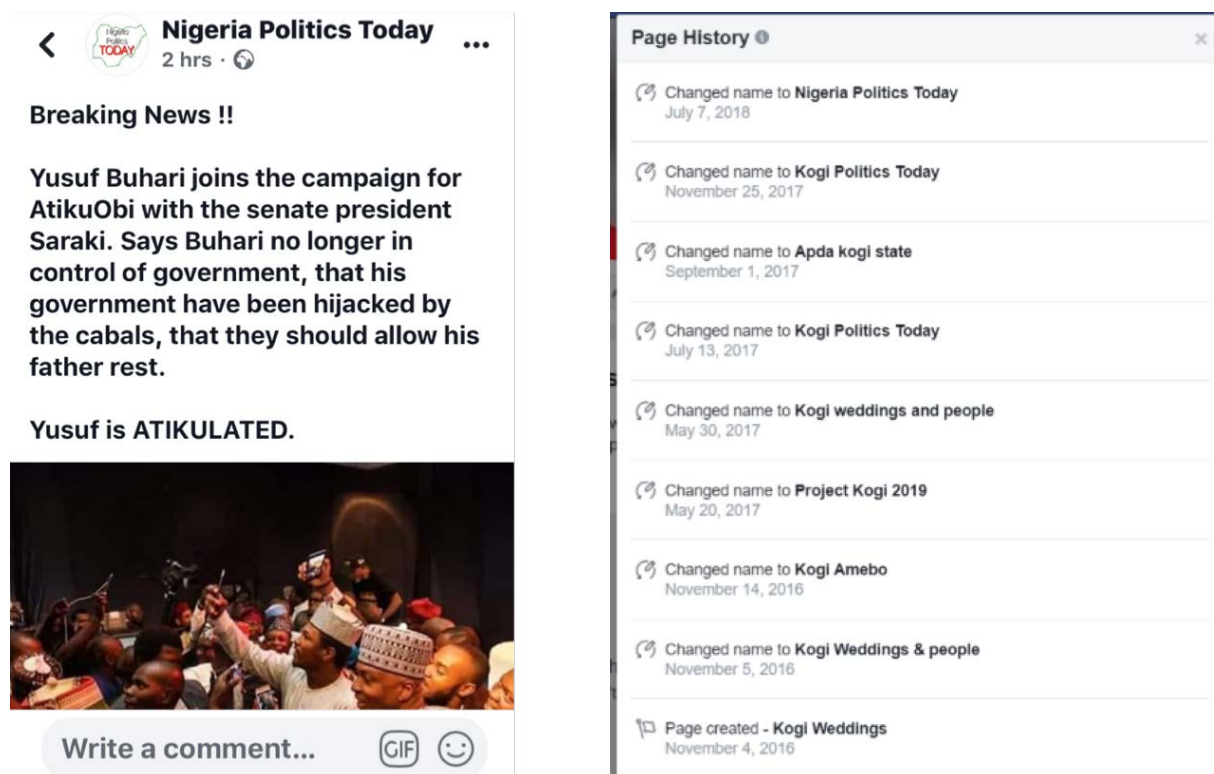 Nigeria Politics Today
2 hrs
Nigeria
Politics
TODAY
Breaking News !!
Yusuf Buhari joins the campaign for
AtikuObi with the senate president
Saraki. Says Buhari no longer in
control of government, that his
government have been hijacked by
the cabals, that they should allow his
father rest.
Yusuf is ATIKULATED.
Write a comment...
GIF
Page History
Changed name to Nigeria Politics Today
July 7, 2018
Changed name to Kogi Politics Today
November 25, 2017
Changed name to Apda kogi state
September 1, 2017
Changed name to Kogi Politics Today
July 13, 2017
Changed name to Kogi weddings and people
May 30, 2017
Changed name to Project Kogi 2019
May 20, 2017
Changed name to Kogi Amebo
November 14, 2016
Changed name to Kogi Weddings & people
November 5, 2016
Page created - Kogi Weddings
November 4, 2016